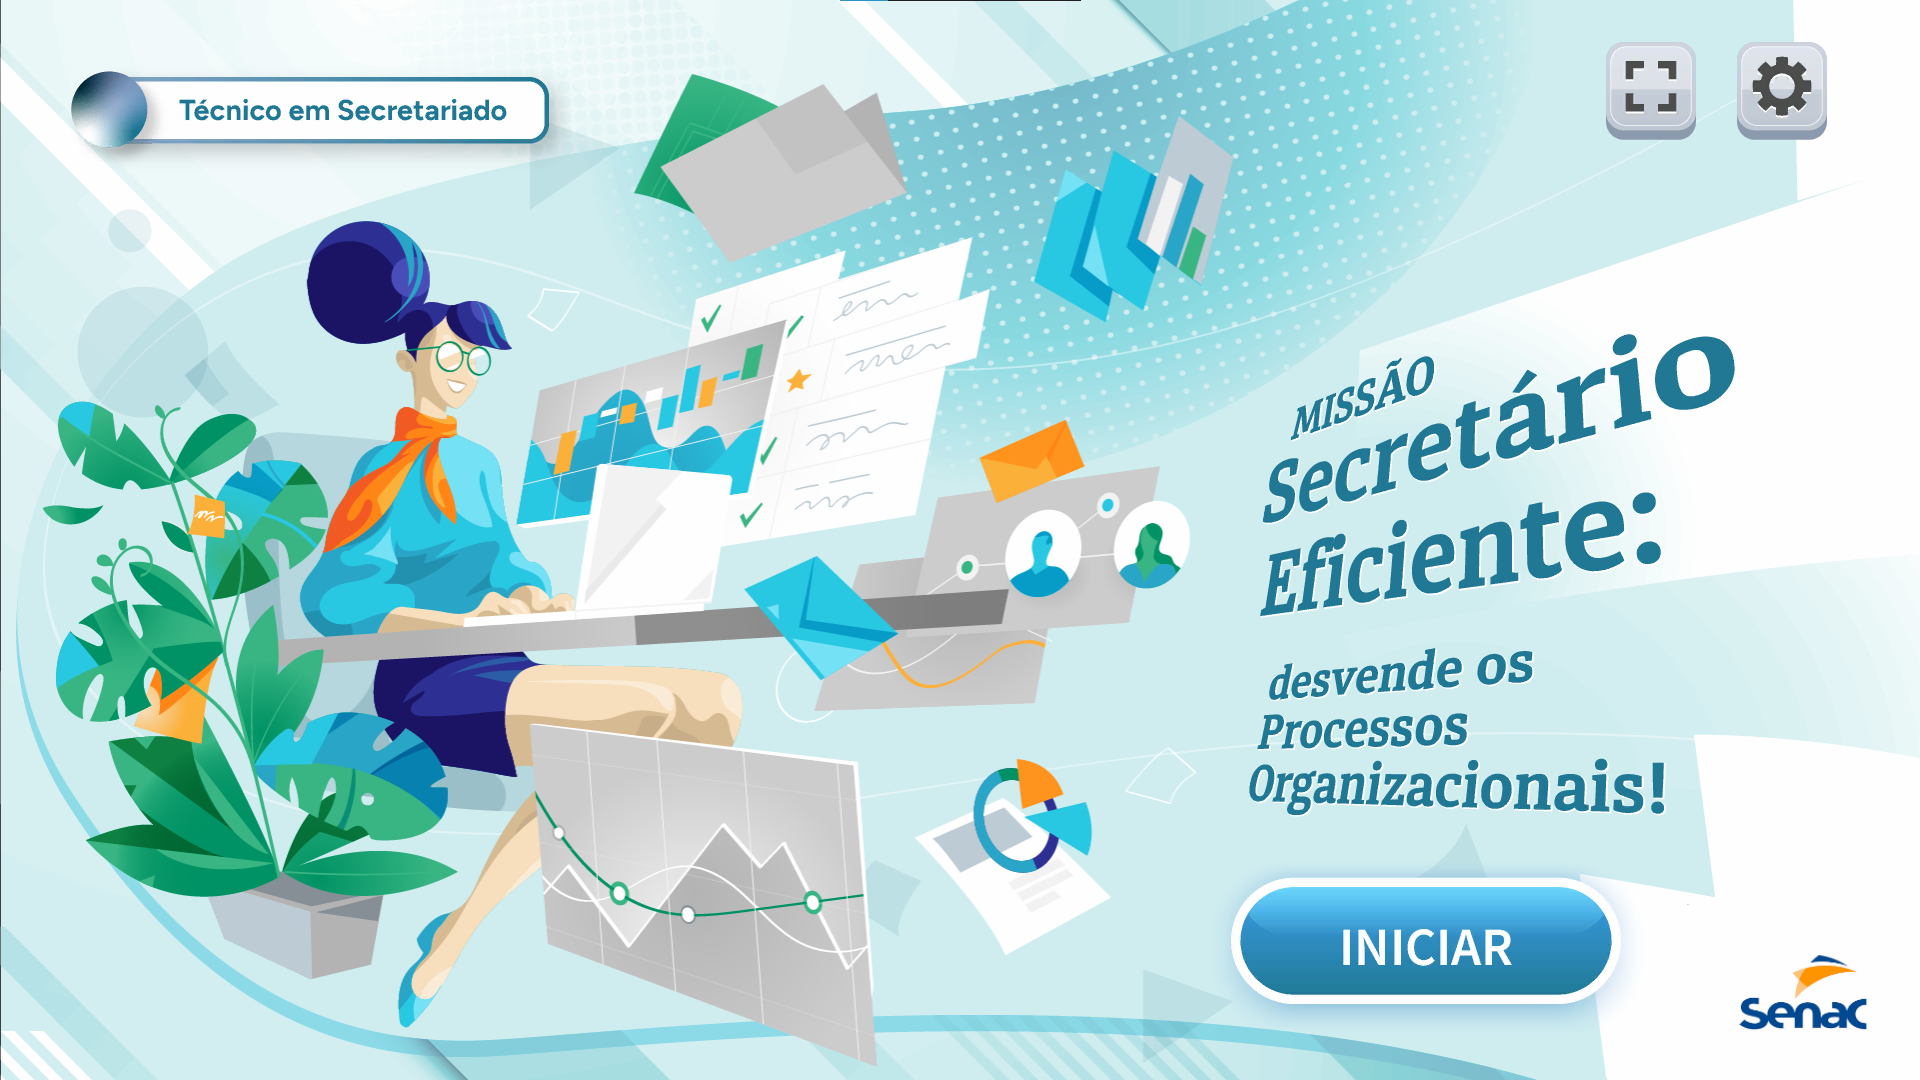 Técnico em Secretariado
MISSÃO
Secretário
Eficiente:
desvende os
Processos
Organizacionais!
INICIAR
Senac